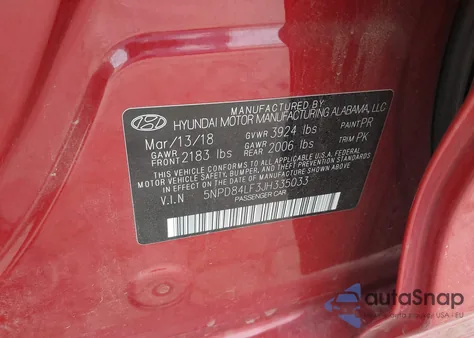 MANUFACTURED BY
HYUNDAI MOTOR MANUFACTURING ALABAMA, LLC
Mar/13/18 GVWR 3924 lbs PAINT PR
GAWR FRONT 2183 lbs GAWR REAR 2006 lbs TRIM PK
THIS VEHICLE CONFORMS TO ALL APPLICABLE U.S.A. FEDERAL
MOTOR VEHICLE SAFETY, BUMPER, AND THEFT PREVENTION
STANDARDS IN EFFECT ON THE DATE OF MANUFACTURE SHOWN ABOVE.
V.I.N 5NPD84LF3JH335033
PASSENGER CAR
autaSnap